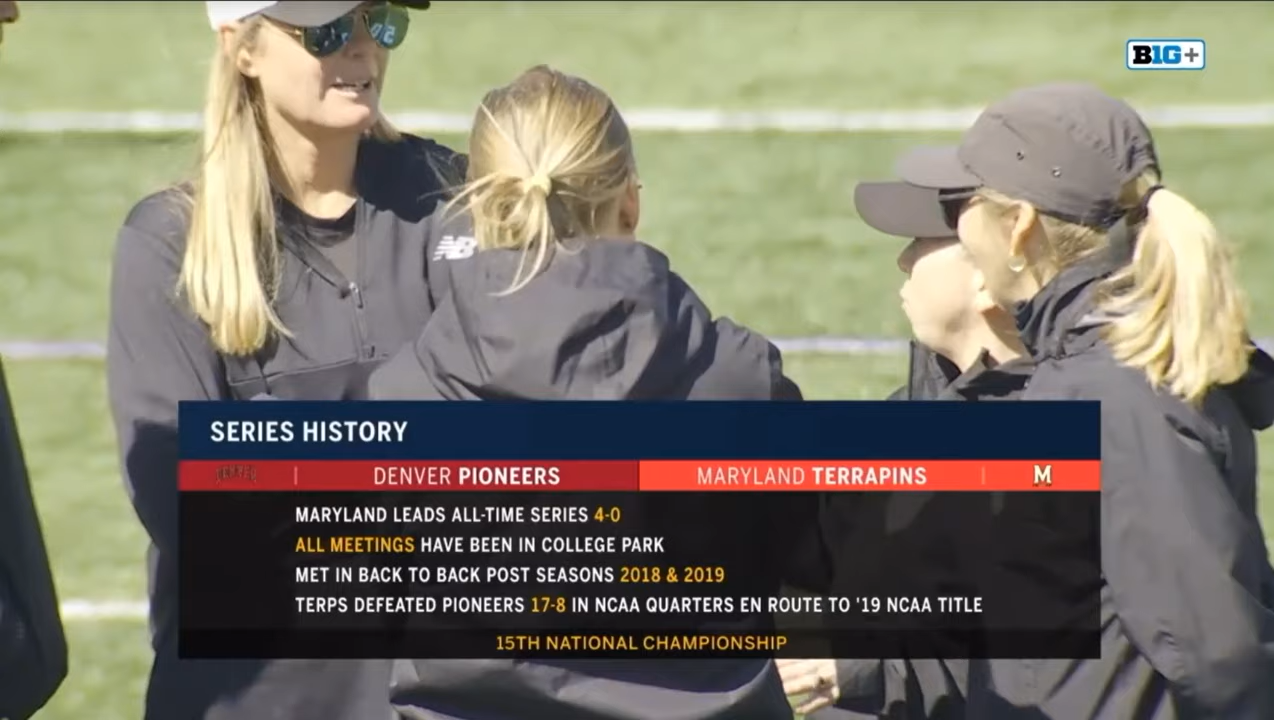 B1G+
NB
SERIES HISTORY
DENVER DENVER PIONEERS MARYLAND TERRAPINS M
MARYLAND LEADS ALL-TIME SERIES 4-0
ALL MEETINGS HAVE BEEN IN COLLEGE PARK
MET IN BACK TO BACK POST SEASONS 2018 & 2019
TERPS DEFEATED PIONEERS 17-8 IN NCAA QUARTERS EN ROUTE TO '19 NCAA TITLE
15TH NATIONAL CHAMPIONSHIP